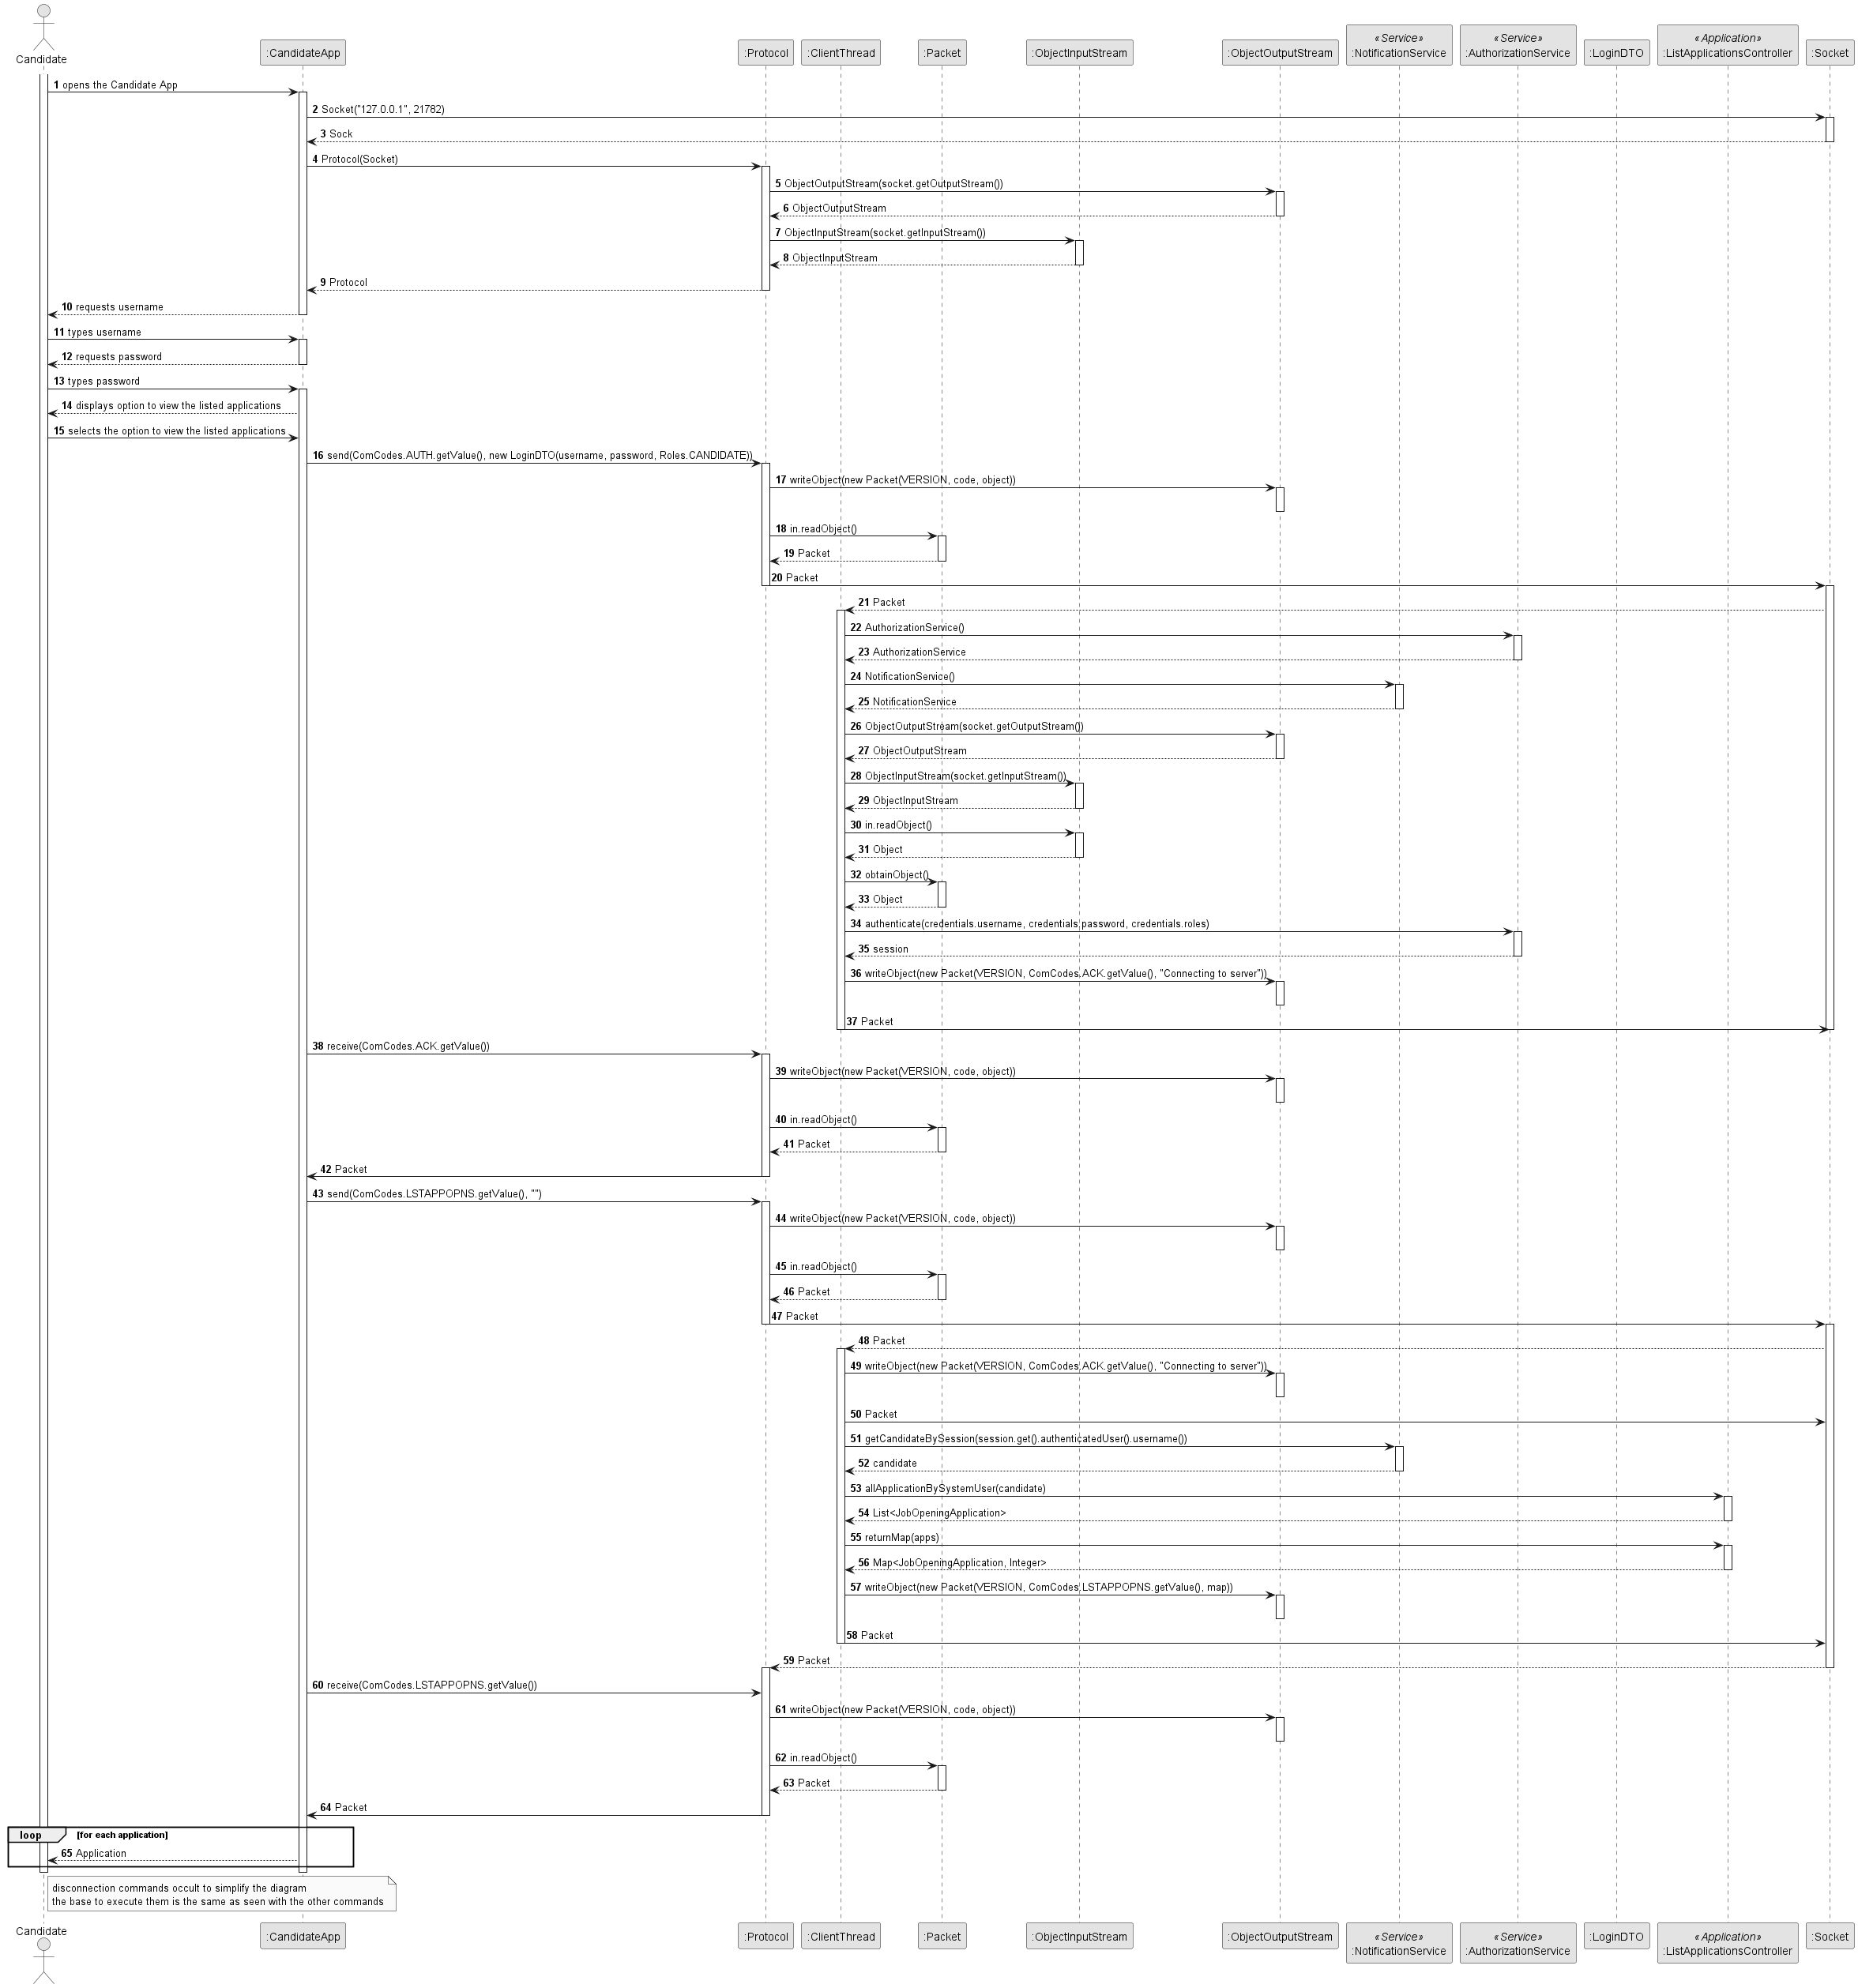 Candidate
:CandidateApp
:Protocol
:ClientThread
:Packet
:ObjectInputStream
:ObjectOutputStream
«Service»
:NotificationService
«Service»
:AuthorizationService
:LoginDTO
«Application»
:ListApplicationsController
:Socket
1 opens the Candidate App
2 Socket("127.0.0.1", 21782)
3 Sock
4 Protocol(Socket)
5 ObjectOutputStream(socket.getOutputStream())
6 ObjectOutputStream
7 ObjectInputStream(socket.getInputStream())
8 ObjectInputStream
9 Protocol
10 requests username
11 types username
12 requests password
13 types password
14 displays option to view the listed applications
15 selects the option to view the listed applications
16 send(ComCodes.AUTH.getValue(), new LoginDTO(username, password, Roles.CANDIDATE))
17 writeObject(new Packet(VERSION, code, object))
18 in.readObject()
19 Packet
20 Packet
21 Packet
22 AuthorizationService()
23 AuthorizationService
24 NotificationService()
25 NotificationService
26 ObjectOutputStream(socket.getOutputStream())
27 ObjectOutputStream
28 ObjectInputStream(socket.getInputStream())
29 ObjectInputStream
30 in.readObject()
31 Object
32 obtainObject()
33 Object
34 authenticate(credentials.username, credentials.password, credentials.roles)
35 session
36 writeObject(new Packet(VERSION, ComCodes.ACK.getValue(), "Connecting to server"))
37 Packet
38 receive(ComCodes.ACK.getValue())
39 writeObject(new Packet(VERSION, code, object))
40 in.readObject()
41 Packet
42 Packet
43 send(ComCodes.LSTAPPOPNS.getValue(), "")
44 writeObject(new Packet(VERSION, code, object))
45 in.readObject()
46 Packet
47 Packet
48 Packet
49 writeObject(new Packet(VERSION, ComCodes.ACK.getValue(), "Connecting to server"))
50 Packet
51 getCandidateBySession(session.get().authenticatedUser().username())
52 candidate
53 allApplicationBySystemUser(candidate)
54 List<JobOpeningApplication>
55 returnMap(apps)
56 Map<JobOpeningApplication, Integer>
57 writeObject(new Packet(VERSION, ComCodes.LSTAPPOPNS.getValue(), map))
58 Packet
59 Packet
60 receive(ComCodes.LSTAPPOPNS.getValue())
61 writeObject(new Packet(VERSION, code, object))
62 in.readObject()
63 Packet
64 Packet
loop [for each application]
65 Application
disconnection commands occult to simplify the diagram
the base to execute them is the same as seen with the other commands
Candidate
:CandidateApp
:Protocol
:ClientThread
:Packet
:ObjectInputStream
:ObjectOutputStream
«Service»
:NotificationService
«Service»
:AuthorizationService
:LoginDTO
«Application»
:ListApplicationsController
:Socket